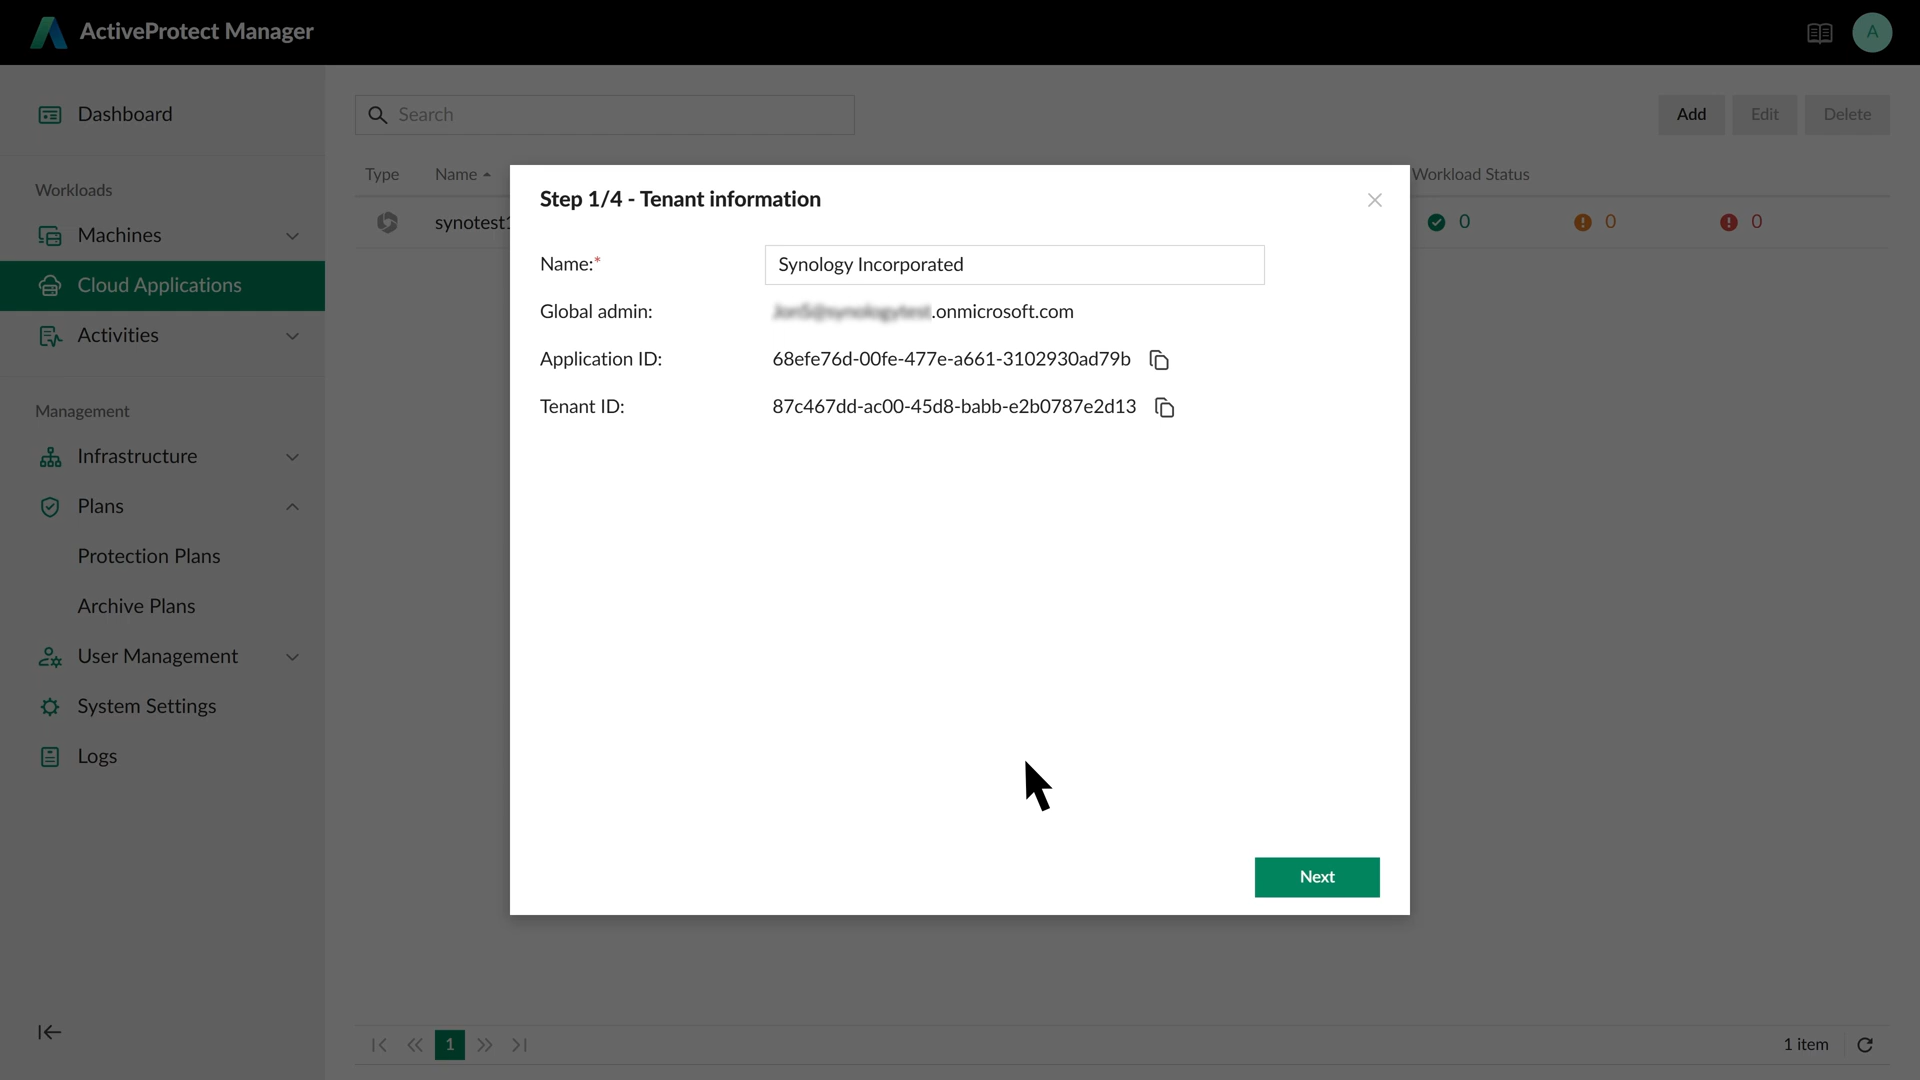 ActiveProtect Manager
A
Dashboard
Workloads
Machines
Cloud Applications
Activities
Management
Infrastructure
Plans
Protection Plans
Archive Plans
User Management
System Settings
Logs
Search
Add
Edit
Delete
Type
Name
Workload Status
0
0
0
Step 1/4 - Tenant information
Name:*
Synology Incorporated
Global admin:
.onmicrosoft.com
Application ID:
68efe76d-00fe-477e-a661-3102930ad79b
Tenant ID:
87c467dd-ac00-45d8-babb-e2b0787e2d13
Next
1
1 item